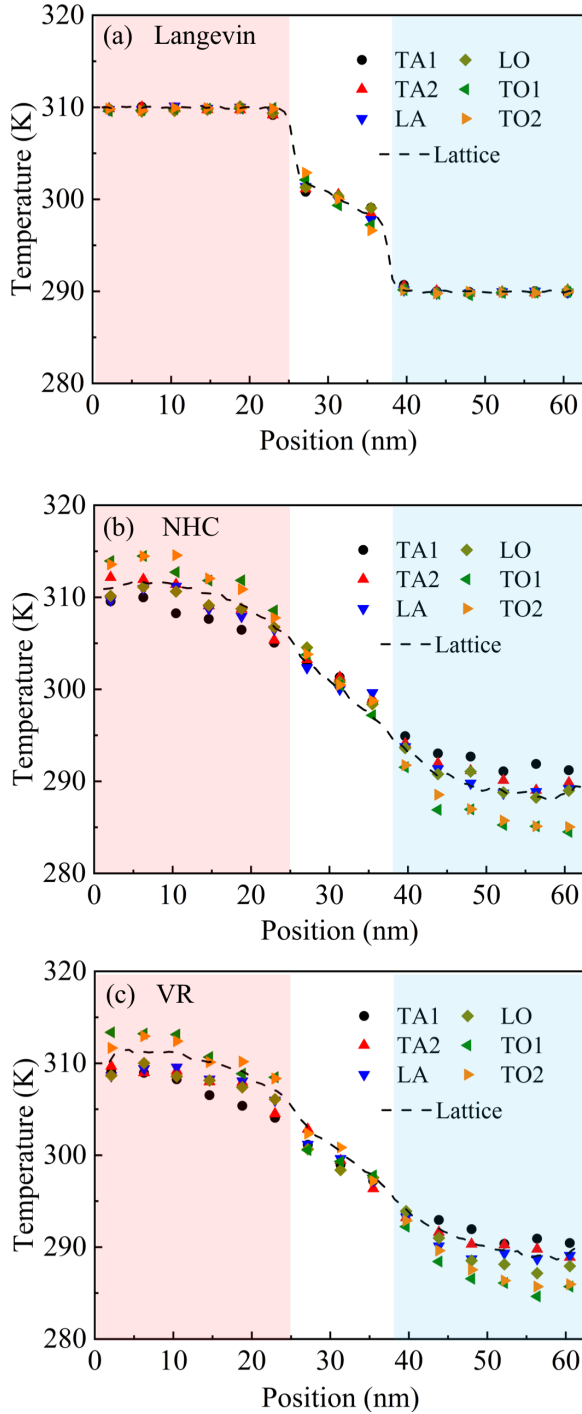 320
(a) Langevin
TA1 LO
TA2 TO1
LA TO2
Lattice
310
300
290
280
Temperature (K)
0 10 20 30 40 50 60
Position (nm)
320
(b) NHC
TA1 LO
TA2 TO1
LA TO2
Lattice
310
300
290
280
Temperature (K)
0 10 20 30 40 50 60
Position (nm)
320
(c) VR
TA1 LO
TA2 TO1
LA TO2
Lattice
310
300
290
280
Temperature (K)
0 10 20 30 40 50 60
Position (nm)